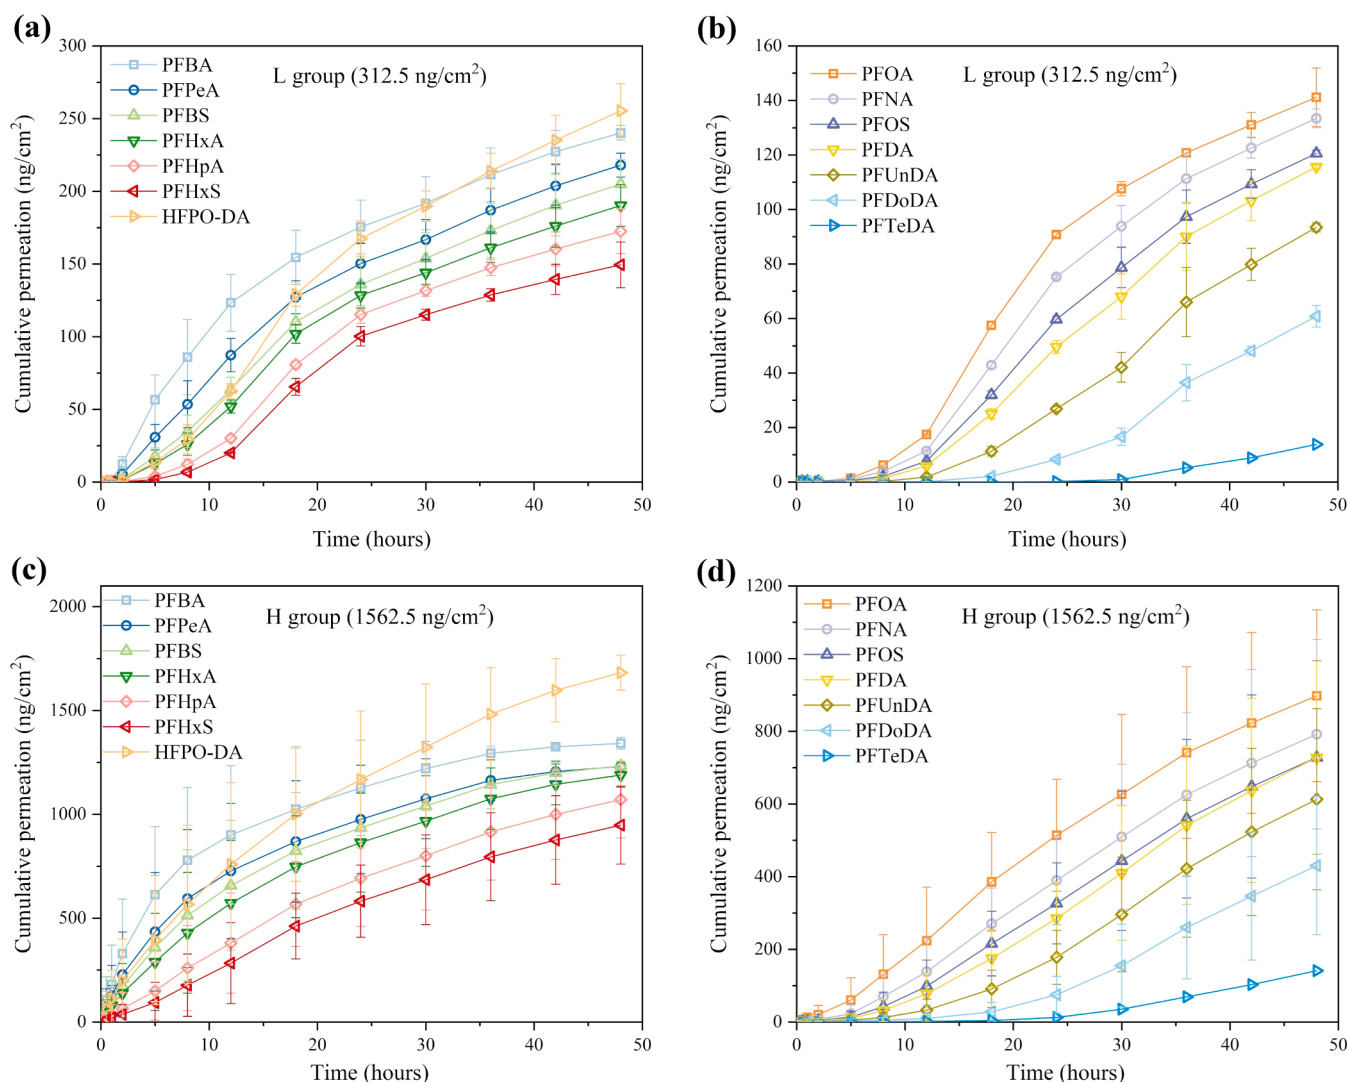 (a)
300
250
200
150
100
50
0
0
10
20
30
40
50
Cumulative permeation (ng/cm²)
Time (hours)
L group (312.5 ng/cm²)
PFBA
PFPeA
PFBS
PFHxA
PFHpA
PFHxS
HFPO-DA
(b)
160
140
120
100
80
60
40
20
0
0
10
20
30
40
50
Cumulative permeation (ng/cm²)
Time (hours)
L group (312.5 ng/cm²)
PFOA
PFNA
PFOS
PFDA
PFUnDA
PFDoDA
PFTeDA
(c)
2000
1500
1000
500
0
0
10
20
30
40
50
Cumulative permeation (ng/cm²)
Time (hours)
H group (1562.5 ng/cm²)
PFBA
PFPeA
PFBS
PFHxA
PFHpA
PFHxS
HFPO-DA
(d)
1200
1000
800
600
400
200
0
0
10
20
30
40
50
Cumulative permeation (ng/cm²)
Time (hours)
H group (1562.5 ng/cm²)
PFOA
PFNA
PFOS
PFDA
PFUnDA
PFDoDA
PFTeDA